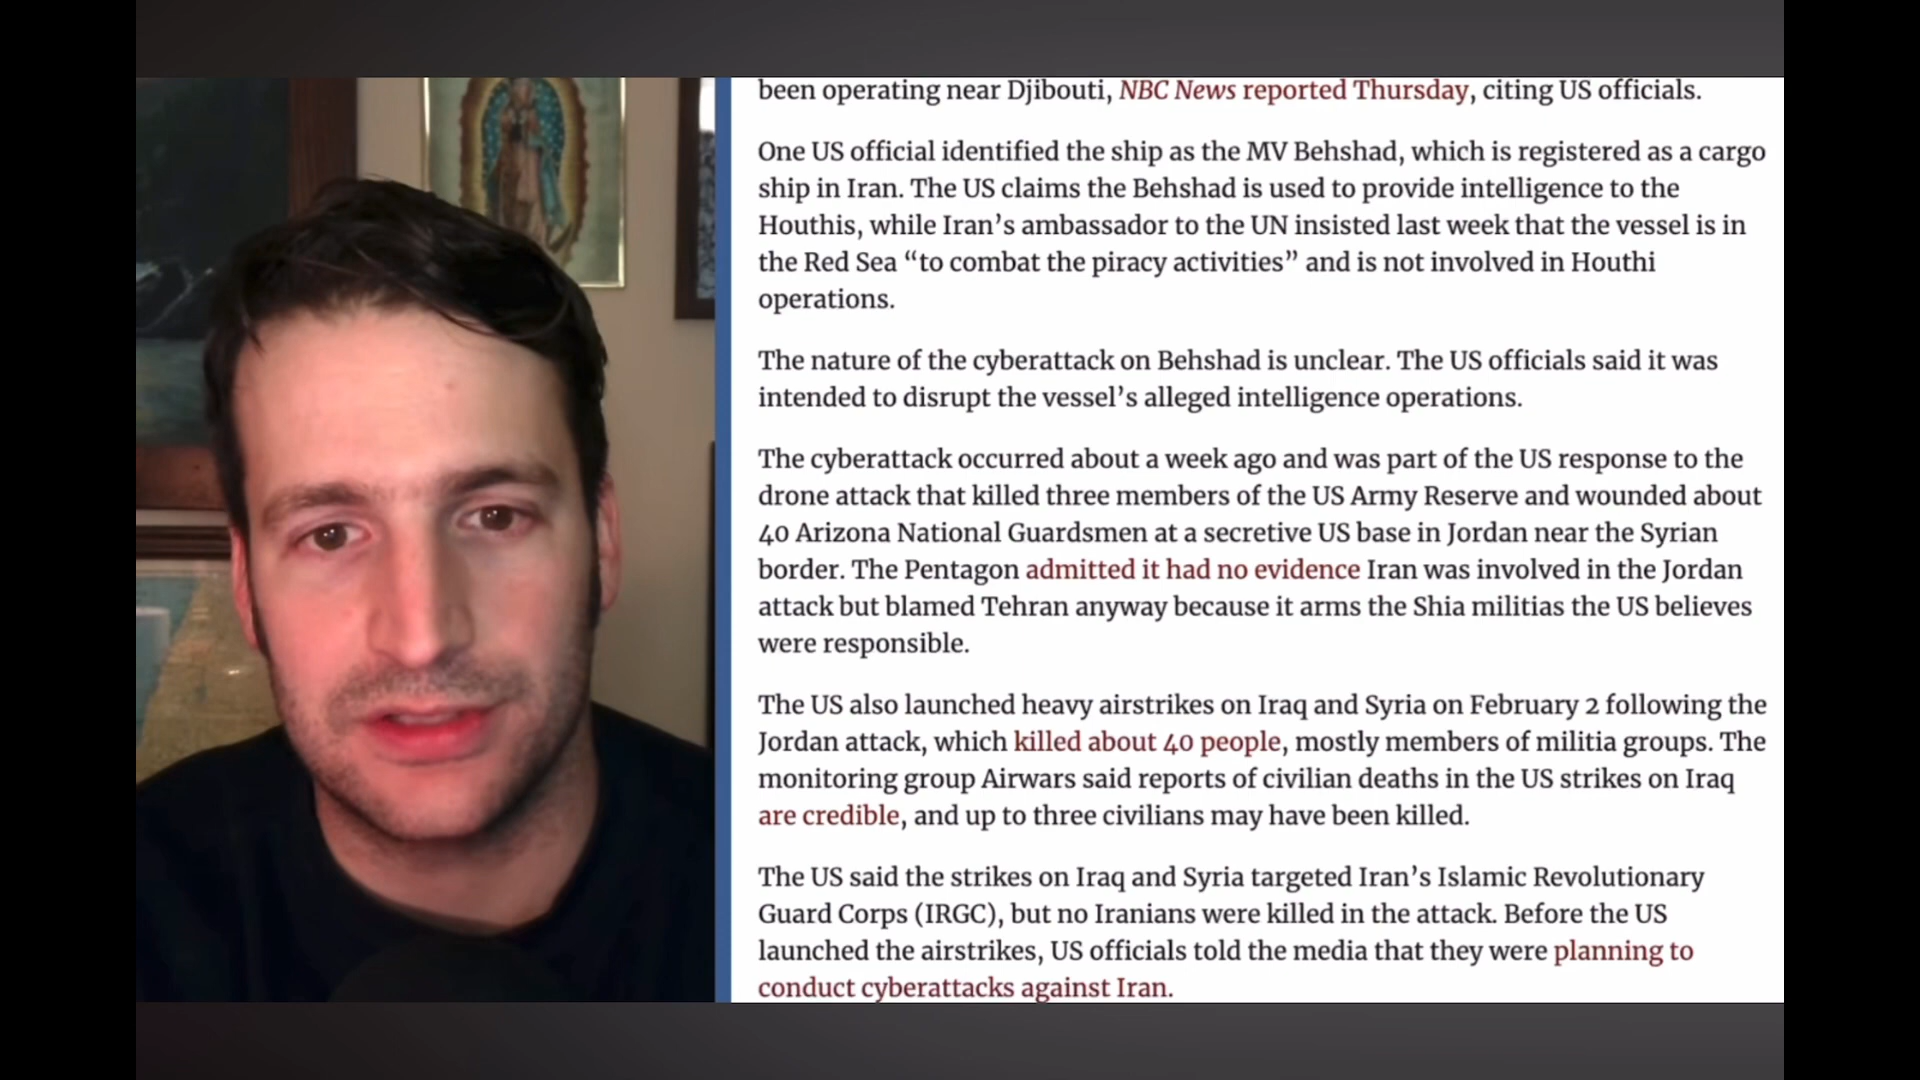 been operating near Djibouti, NBC News reported Thursday, citing US officials.
One US official identified the ship as the MV Behshad, which is registered as a cargo
ship in Iran. The US claims the Behshad is used to provide intelligence to the
Houthis, while Iran’s ambassador to the UN insisted last week that the vessel is in
the Red Sea “to combat the piracy activities” and is not involved in Houthi
operations.
The nature of the cyberattack on Behshad is unclear. The US officials said it was
intended to disrupt the vessel’s alleged intelligence operations.
The cyberattack occurred about a week ago and was part of the US response to the
drone attack that killed three members of the US Army Reserve and wounded about
40 Arizona National Guardsmen at a secretive US base in Jordan near the Syrian
border. The Pentagon admitted it had no evidence Iran was involved in the Jordan
attack but blamed Tehran anyway because it arms the Shia militias the US believes
were responsible.
The US also launched heavy airstrikes on Iraq and Syria on February 2 following the
Jordan attack, which killed about 40 people, mostly members of militia groups. The
monitoring group Airwars said reports of civilian deaths in the US strikes on Iraq
are credible, and up to three civilians may have been killed.
The US said the strikes on Iraq and Syria targeted Iran’s Islamic Revolutionary
Guard Corps (IRGC), but no Iranians were killed in the attack. Before the US
launched the airstrikes, US officials told the media that they were planning to
conduct cyberattacks against Iran.